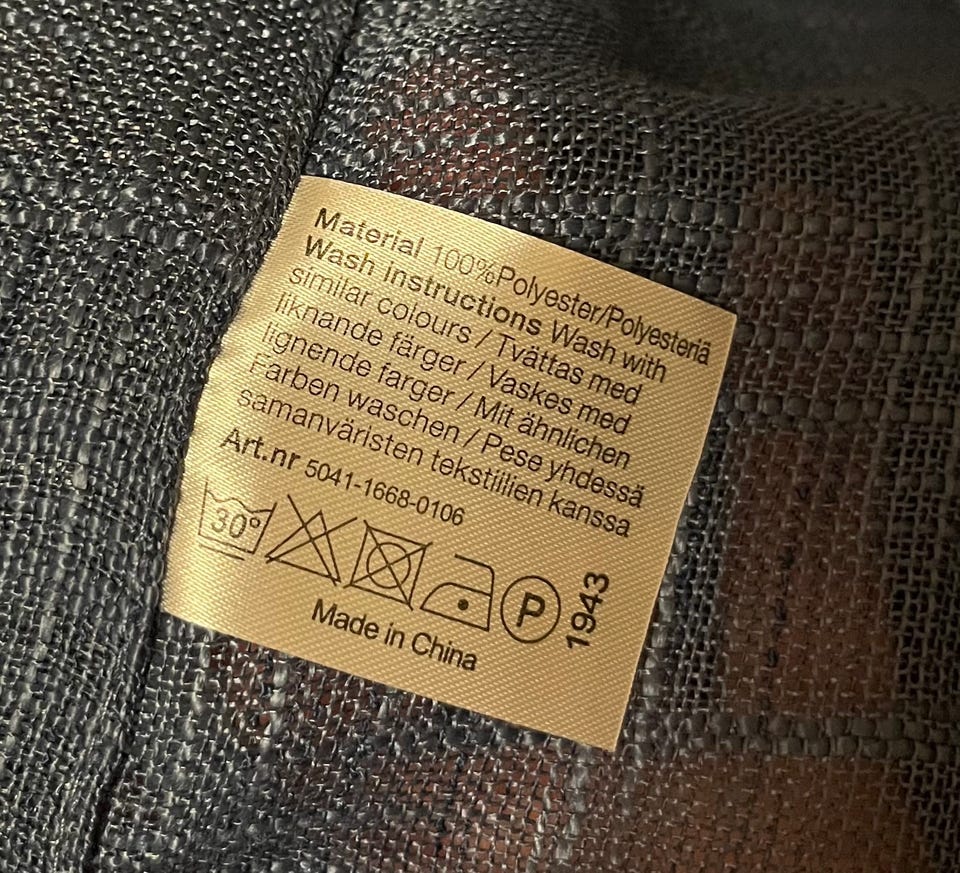 Material 100%Polyester/Polyesteriä
Wash instructions Wash with
similar colours / Tvättas med
liknande färger / Vaskes med
lignende farger / Mit ähnlichen
Farben waschen / Pese yhdessä
samanväristen tekstiilien kanssa
Art.nr 5041-1668-0106
30°
P
1943
Made in China